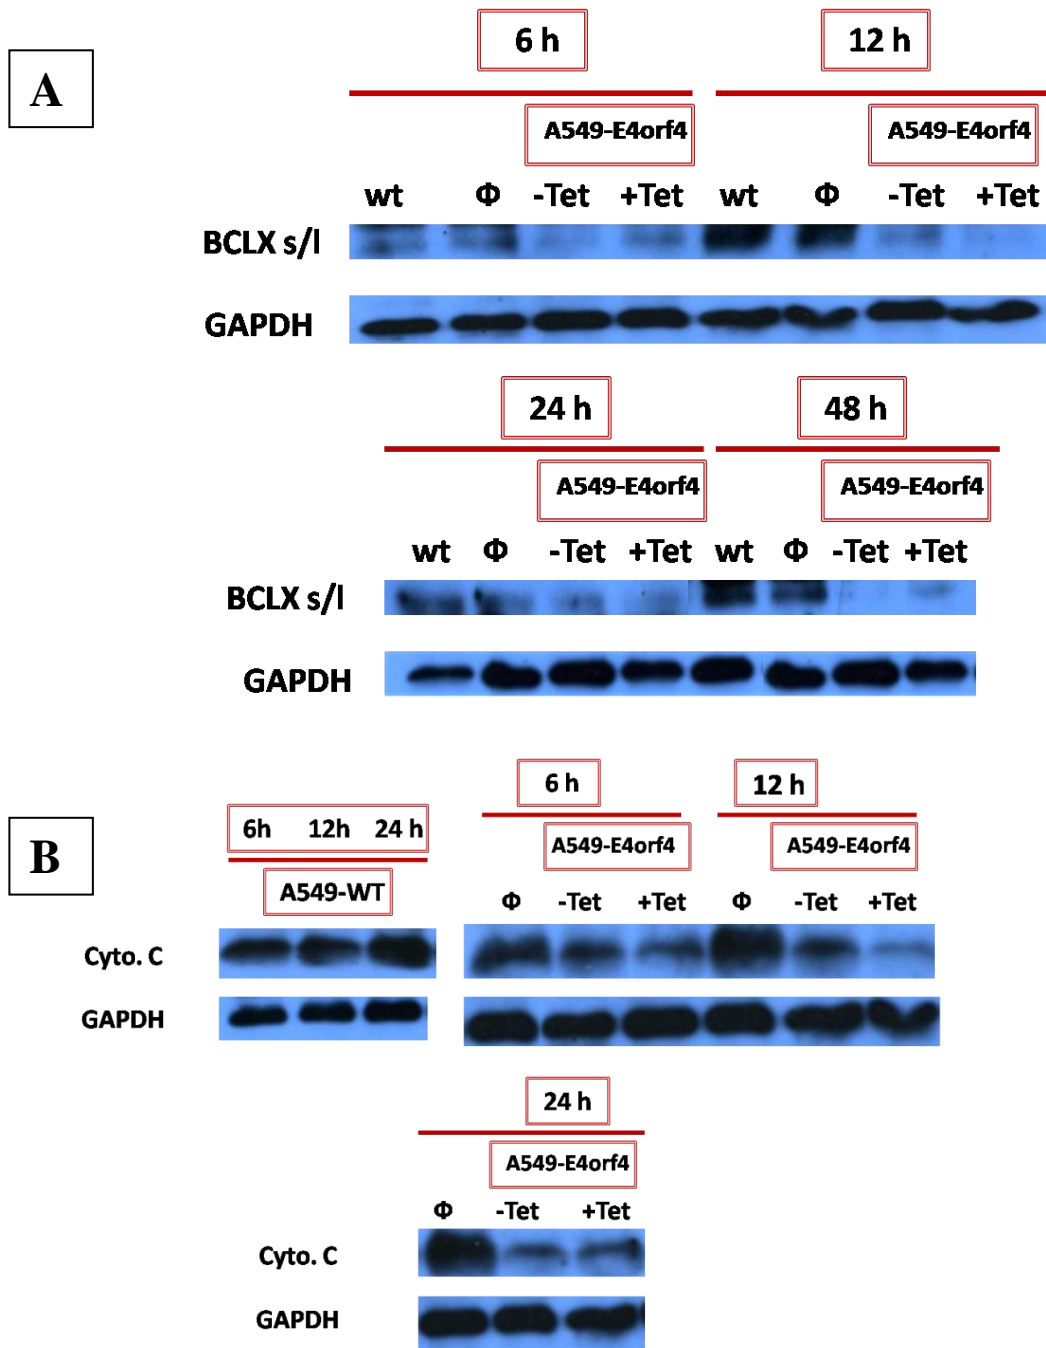 A
6 h 12 h
A549-E4orf4 A549-E4orf4
wt Φ -Tet +Tet wt Φ -Tet +Tet
BCLX s/l
GAPDH
24 h 48 h
A549-E4orf4 A549-E4orf4
wt Φ -Tet +Tet wt Φ -Tet +Tet
BCLX s/l
GAPDH
B
6h 12h 24 h
A549-WT
6 h 12 h
A549-E4orf4 A549-E4orf4
Φ -Tet +Tet Φ -Tet +Tet
Cyto. C
GAPDH
24 h
A549-E4orf4
Φ -Tet +Tet
Cyto. C
GAPDH